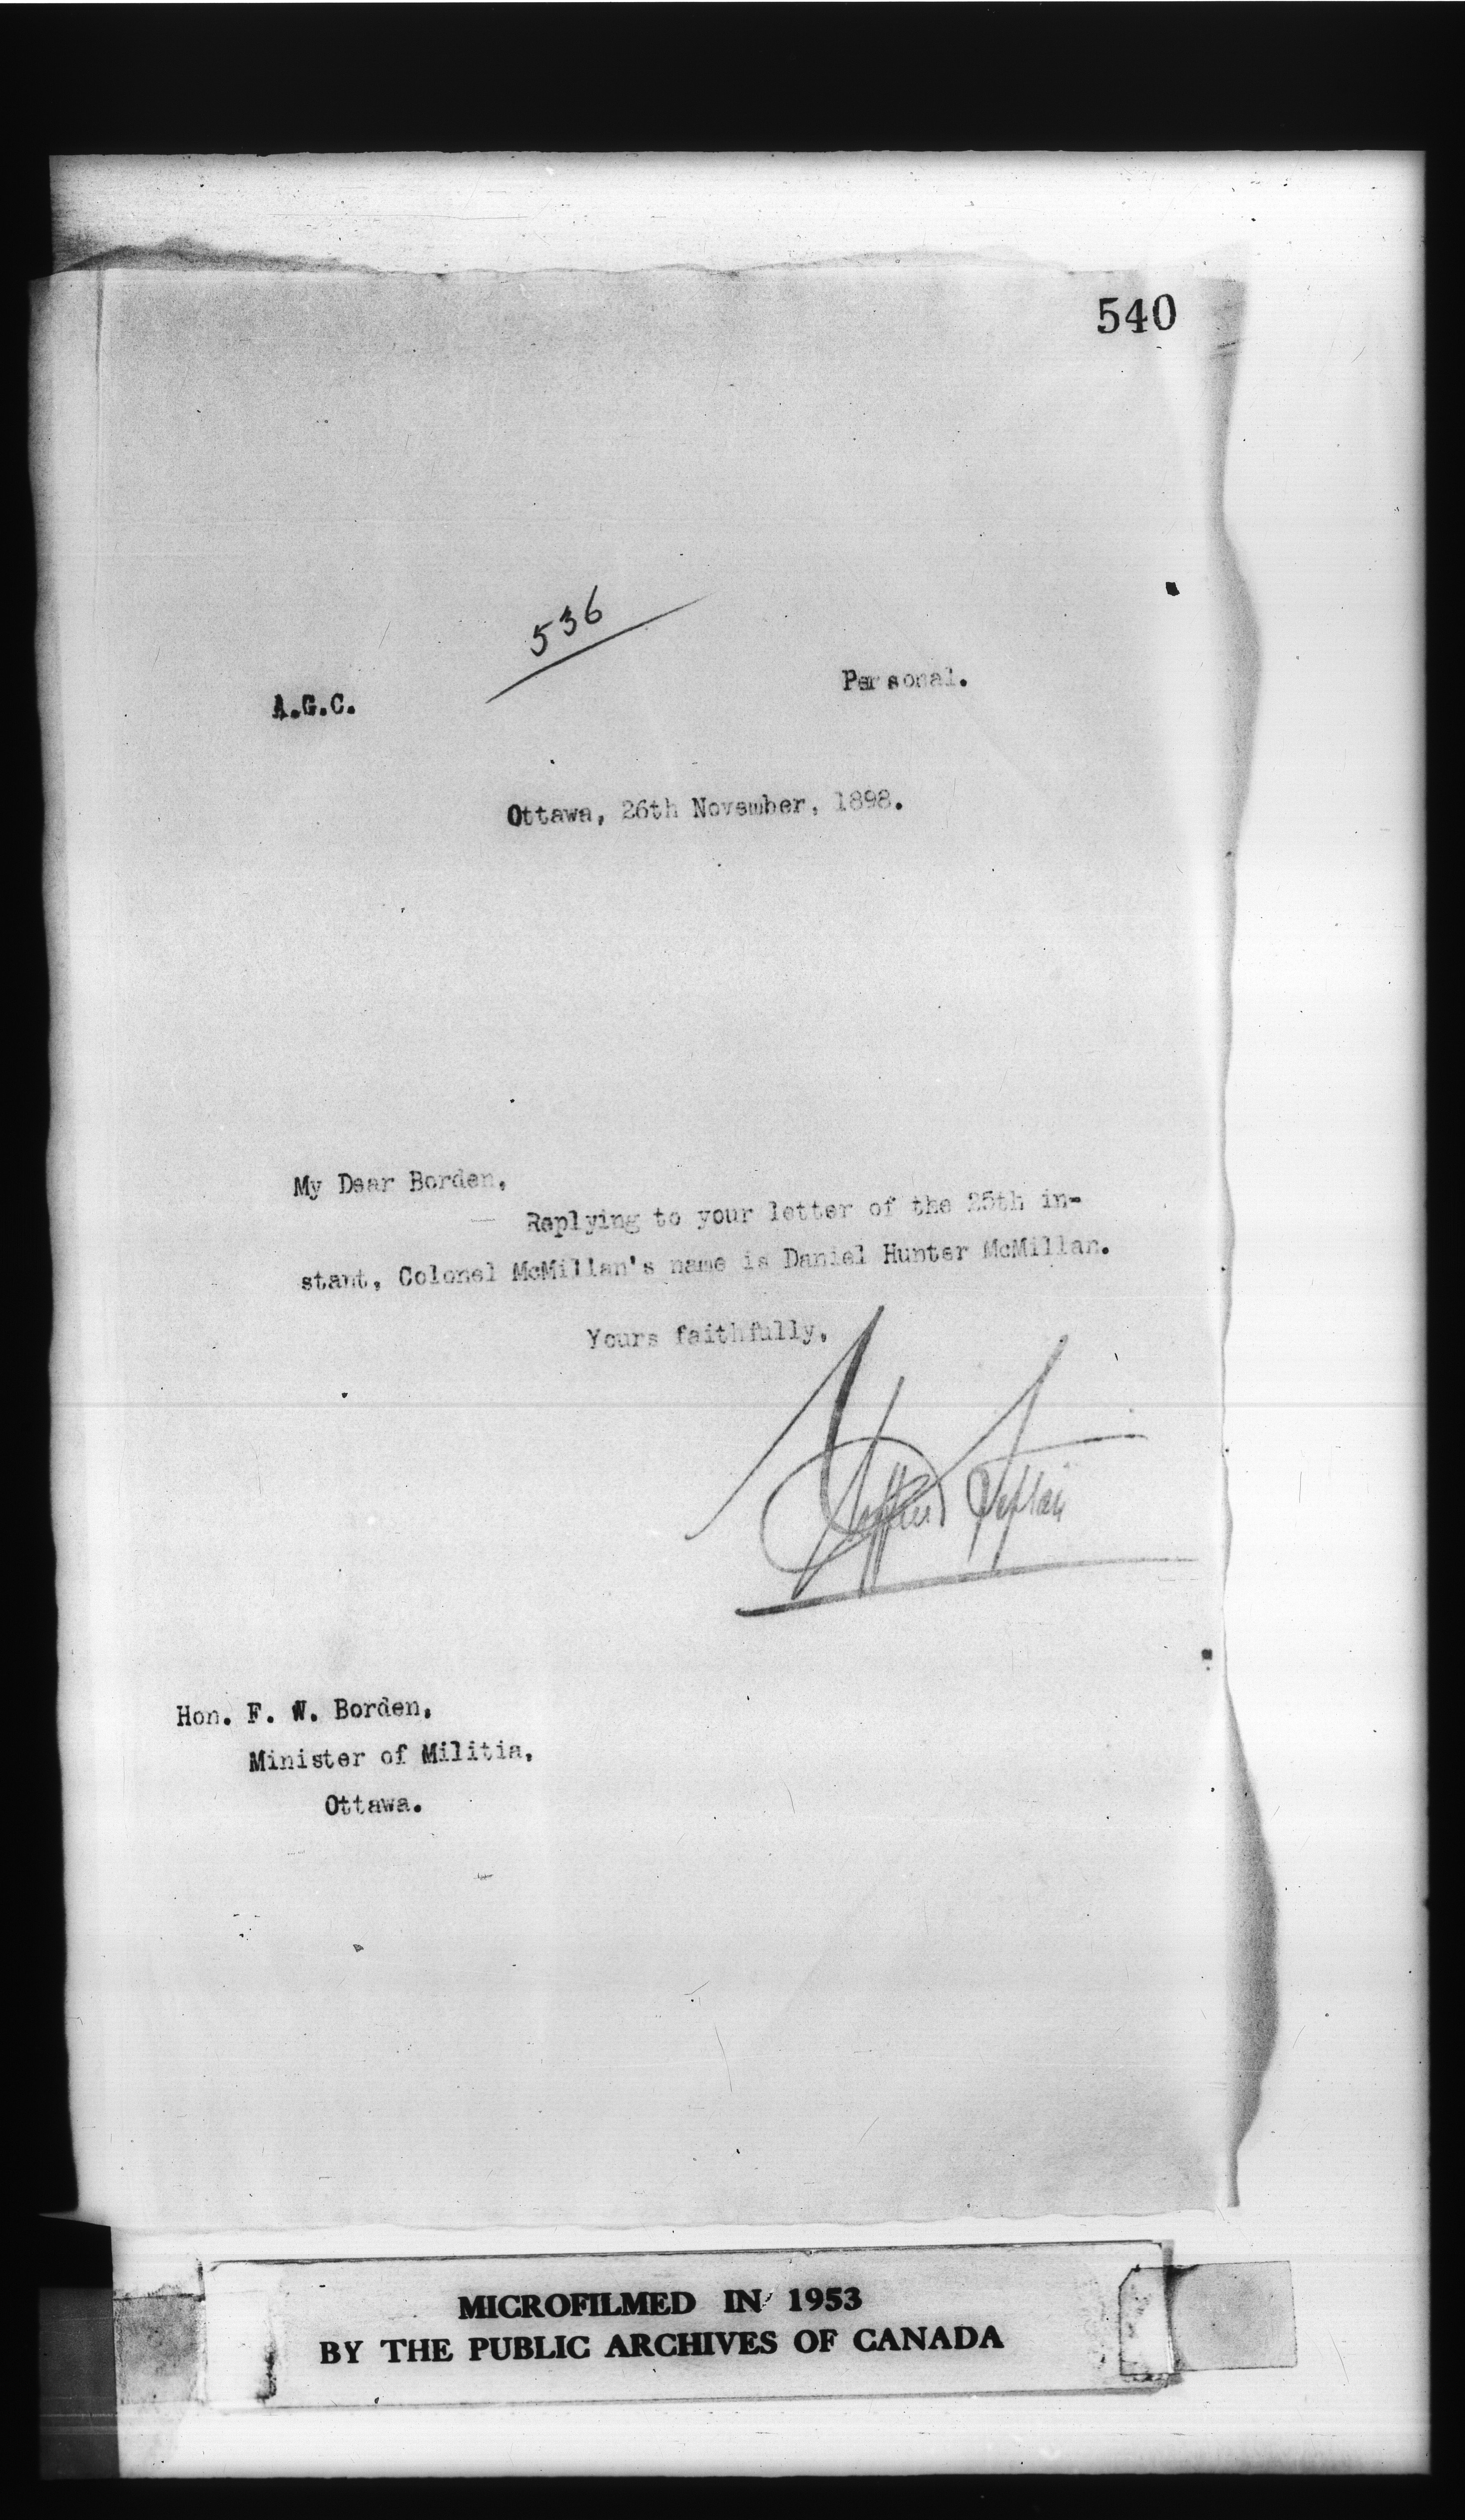 540
536
Personal.
A.G.C.
Ottawa, 26th November, 1898.
My Dear Borden,
Replying to your letter of the 25th in-
stant, Colonel McMillan's name is Daniel Hunter McMillan.
Yours faithfully,
Clifford Sifton
Hon. F. W. Borden,
Minister of Militia,
Ottawa.
MICROFILMED IN 1953
BY THE PUBLIC ARCHIVES OF CANADA